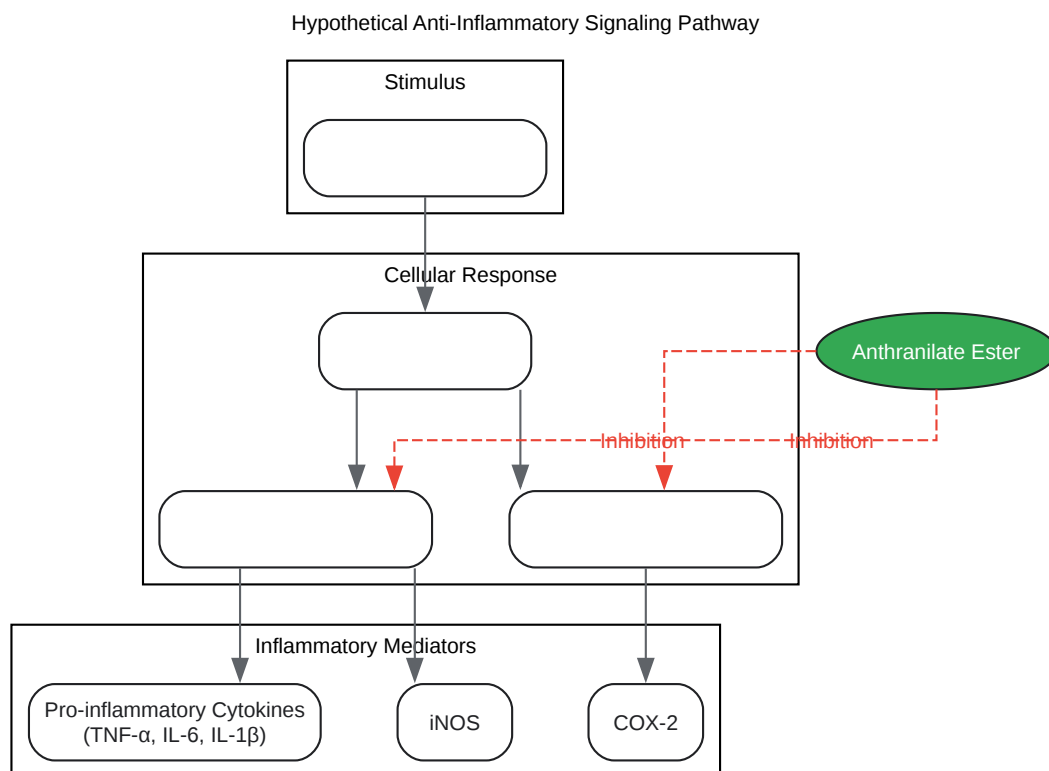 Hypothetical Anti-Inflammatory Signaling Pathway
Stimulus
Cellular Response
Anthranilate Ester
Inhibition
Inhibition
Inflammatory Mediators
Pro-inflammatory Cytokines
(TNF-α, IL-6, IL-1β)
iNOS
COX-2